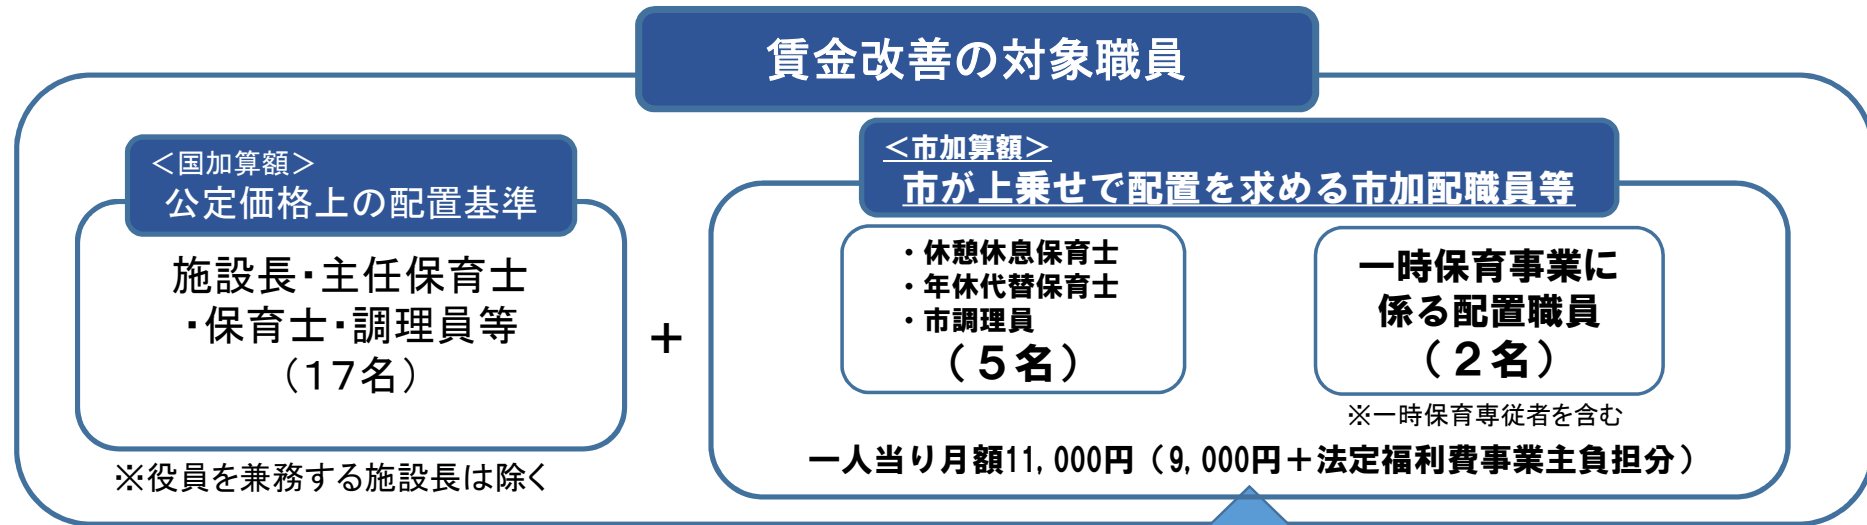 賃金改善の対象職員
＜国加算額＞
公定価格上の配置基準
施設長・主任保育士
・保育士・調理員等
（17名）
※役員を兼務する施設長は除く
＋
＜市加算額＞
市が上乗せで配置を求める市加配職員等
・休憩休息保育士
・年休代替保育士
・市調理員
（５名）
一時保育事業に
係る配置職員
（２名）
※一時保育専従者を含む
一人当り月額11,000円（9,000円＋法定福利費事業主負担分）